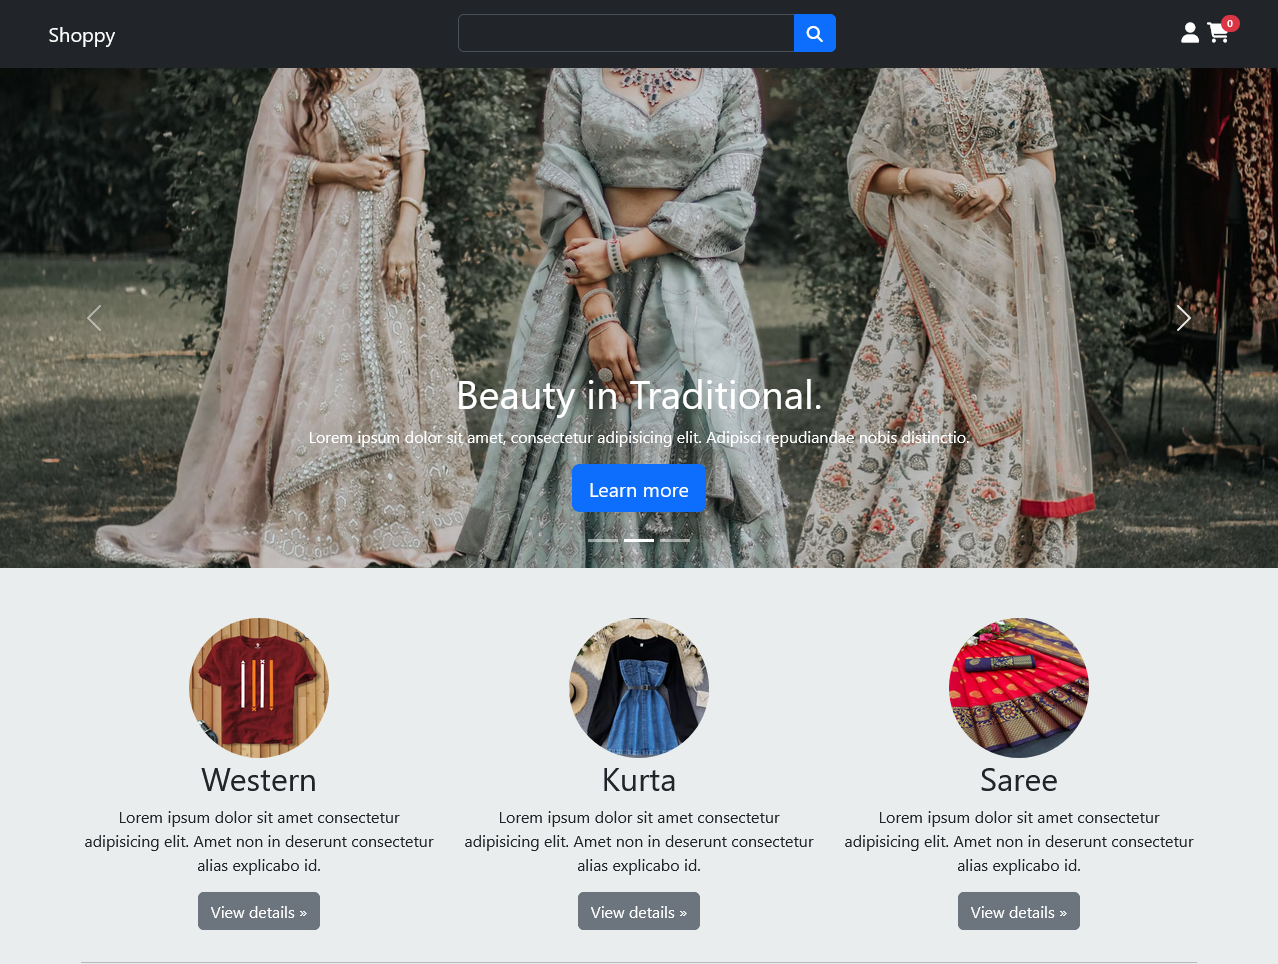 Shoppy
0
Beauty in Traditional.
Lorem ipsum dolor sit amet, consectetur adipisicing elit. Adipisci repudiandae nobis distinctio.
Learn more
Western
Lorem ipsum dolor sit amet consectetur
adipisicing elit. Amet non in deserunt consectetur
alias explicabo id.
View details »
Kurta
Lorem ipsum dolor sit amet consectetur
adipisicing elit. Amet non in deserunt consectetur
alias explicabo id.
View details »
Saree
Lorem ipsum dolor sit amet consectetur
adipisicing elit. Amet non in deserunt consectetur
alias explicabo id.
View details »